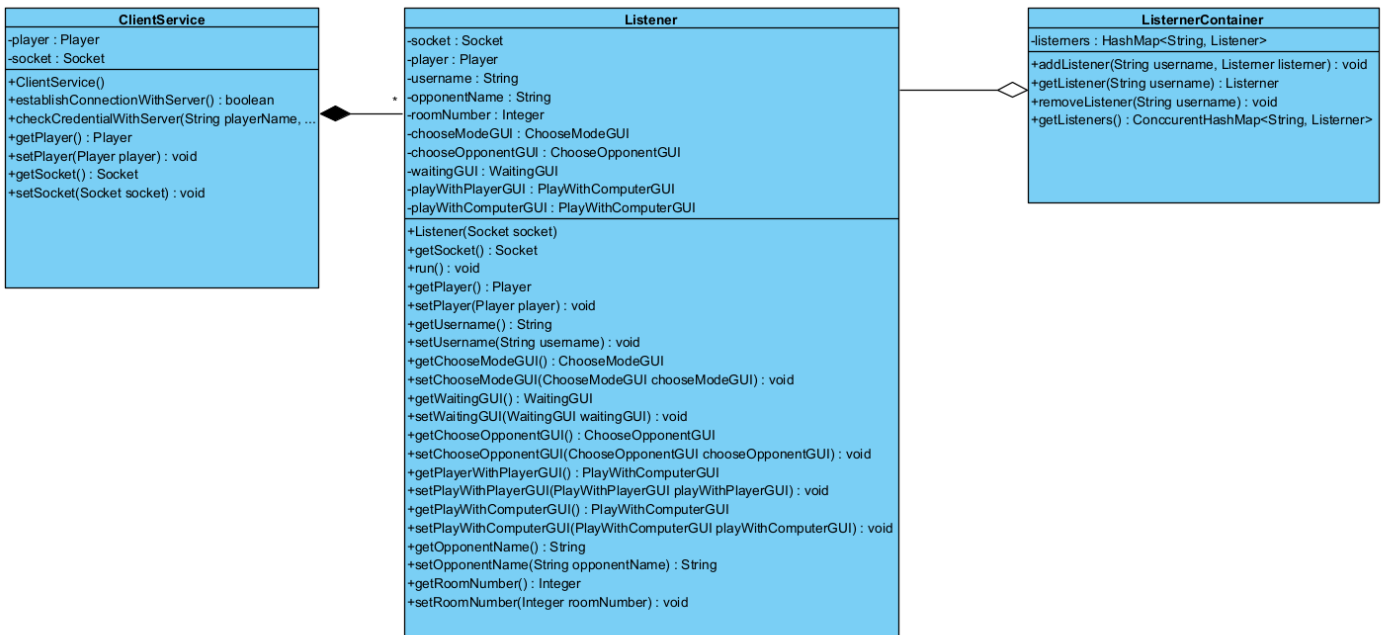 ClientService
-player : Player
-socket : Socket
+ClientService()
+establishConnectionWithServer() : boolean
+checkCredentialWithServer(String playerName, ...
+getPlayer() : Player
+setPlayer(Player player) : void
+getSocket() : Socket
+setSocket(Socket socket) : void
*
Listener
-socket : Socket
-player : Player
-username : String
-opponentName : String
-roomNumber : Integer
-chooseModeGUI : ChooseModeGUI
-chooseOpponentGUI : ChooseOpponentGUI
-waitingGUI : WaitingGUI
-playWithPlayerGUI : PlayWithComputerGUI
-playWithComputerGUI : PlayWithComputerGUI
+Listener(Socket socket)
+getSocket() : Socket
+run() : void
+getPlayer() : Player
+setPlayer(Player player) : void
+getUsername() : String
+setUsername(String username) : void
+getChooseModeGUI() : ChooseModeGUI
+setChooseModeGUI(ChooseModeGUI chooseModeGUI) : void
+getWaitingGUI() : WaitingGUI
+setWaitingGUI(WaitingGUI waitingGUI) : void
+getChooseOpponentGUI() : ChooseOpponentGUI
+setChooseOpponentGUI(ChooseOpponentGUI chooseOpponentGUI) : void
+getPlayerWithPlayerGUI() : PlayWithComputerGUI
+setPlayWithPlayerGUI(PlayWithPlayerGUI playWithPlayerGUI) : void
+getPlayWithComputerGUI() : PlayWithComputerGUI
+setPlayWithComputerGUI(PlayWithComputerGUI playWithComputerGUI) : void
+getOpponentName() : String
+setOpponentName(String opponentName) : String
+getRoomNumber() : Integer
+setRoomNumber(Integer roomNumber) : void
ListernerContainer
-listerners : HashMap<String, Listener>
+addListener(String username, Listerner listerner) : void
+getListener(String username) : Listerner
+removeListener(String username) : void
+getListeners() : ConccurentHashMap<String, Listerner>